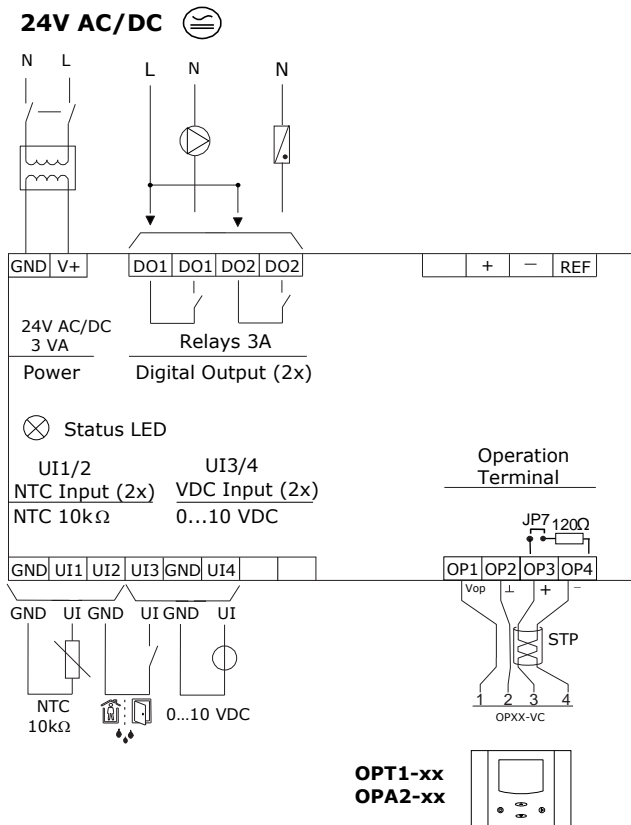 24V AC/DC
N L
L N N
GND V+ DO1 DO1 DO2 DO2 + — REF
24V AC/DC
3 VA
Relays 3A
Power
Digital Output (2x)
Status LED
UI1/2
NTC Input (2x)
NTC 10kΩ
UI3/4
VDC Input (2x)
0...10 VDC
Operation
Terminal
JP7 120Ω
GND UI1 UI2 UI3 GND UI4
OP1 OP2 OP3 OP4
Vop ⊥ + −
GND UI GND UI GND UI
STP
NTC
10kΩ
0...10 VDC
1 2 3 4
OPXX-VC
OPT1-xx
OPA2-xx